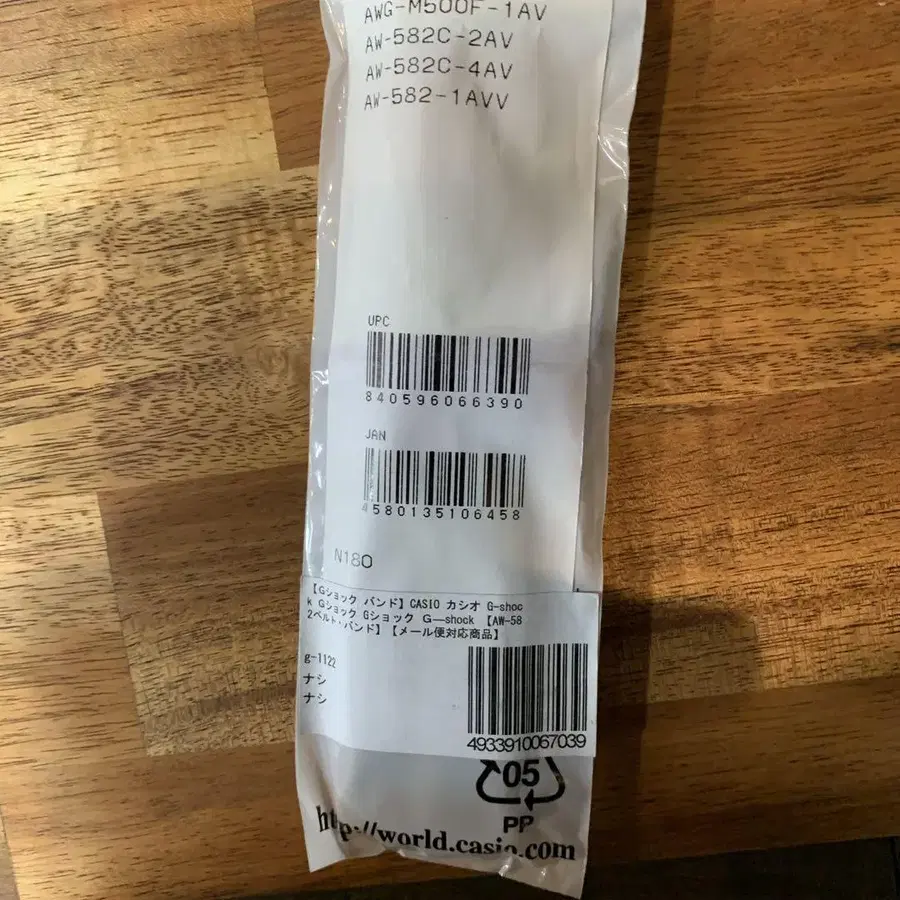 AWG-M500F-1AV
AW-582C-2AV
AW-582C-4AV
AW-582-1AVV
UPC
840596066390
JAN
4580135106458
N180
【Gショック バンド】CASIO カシオ G-shoc
k Gショック Gショック G―shock 【AW-58
2ベルト・バンド】【メール便対応商品】
g-1122
ナシ
ナシ
4933910067039
05
PP
http://world.casio.com